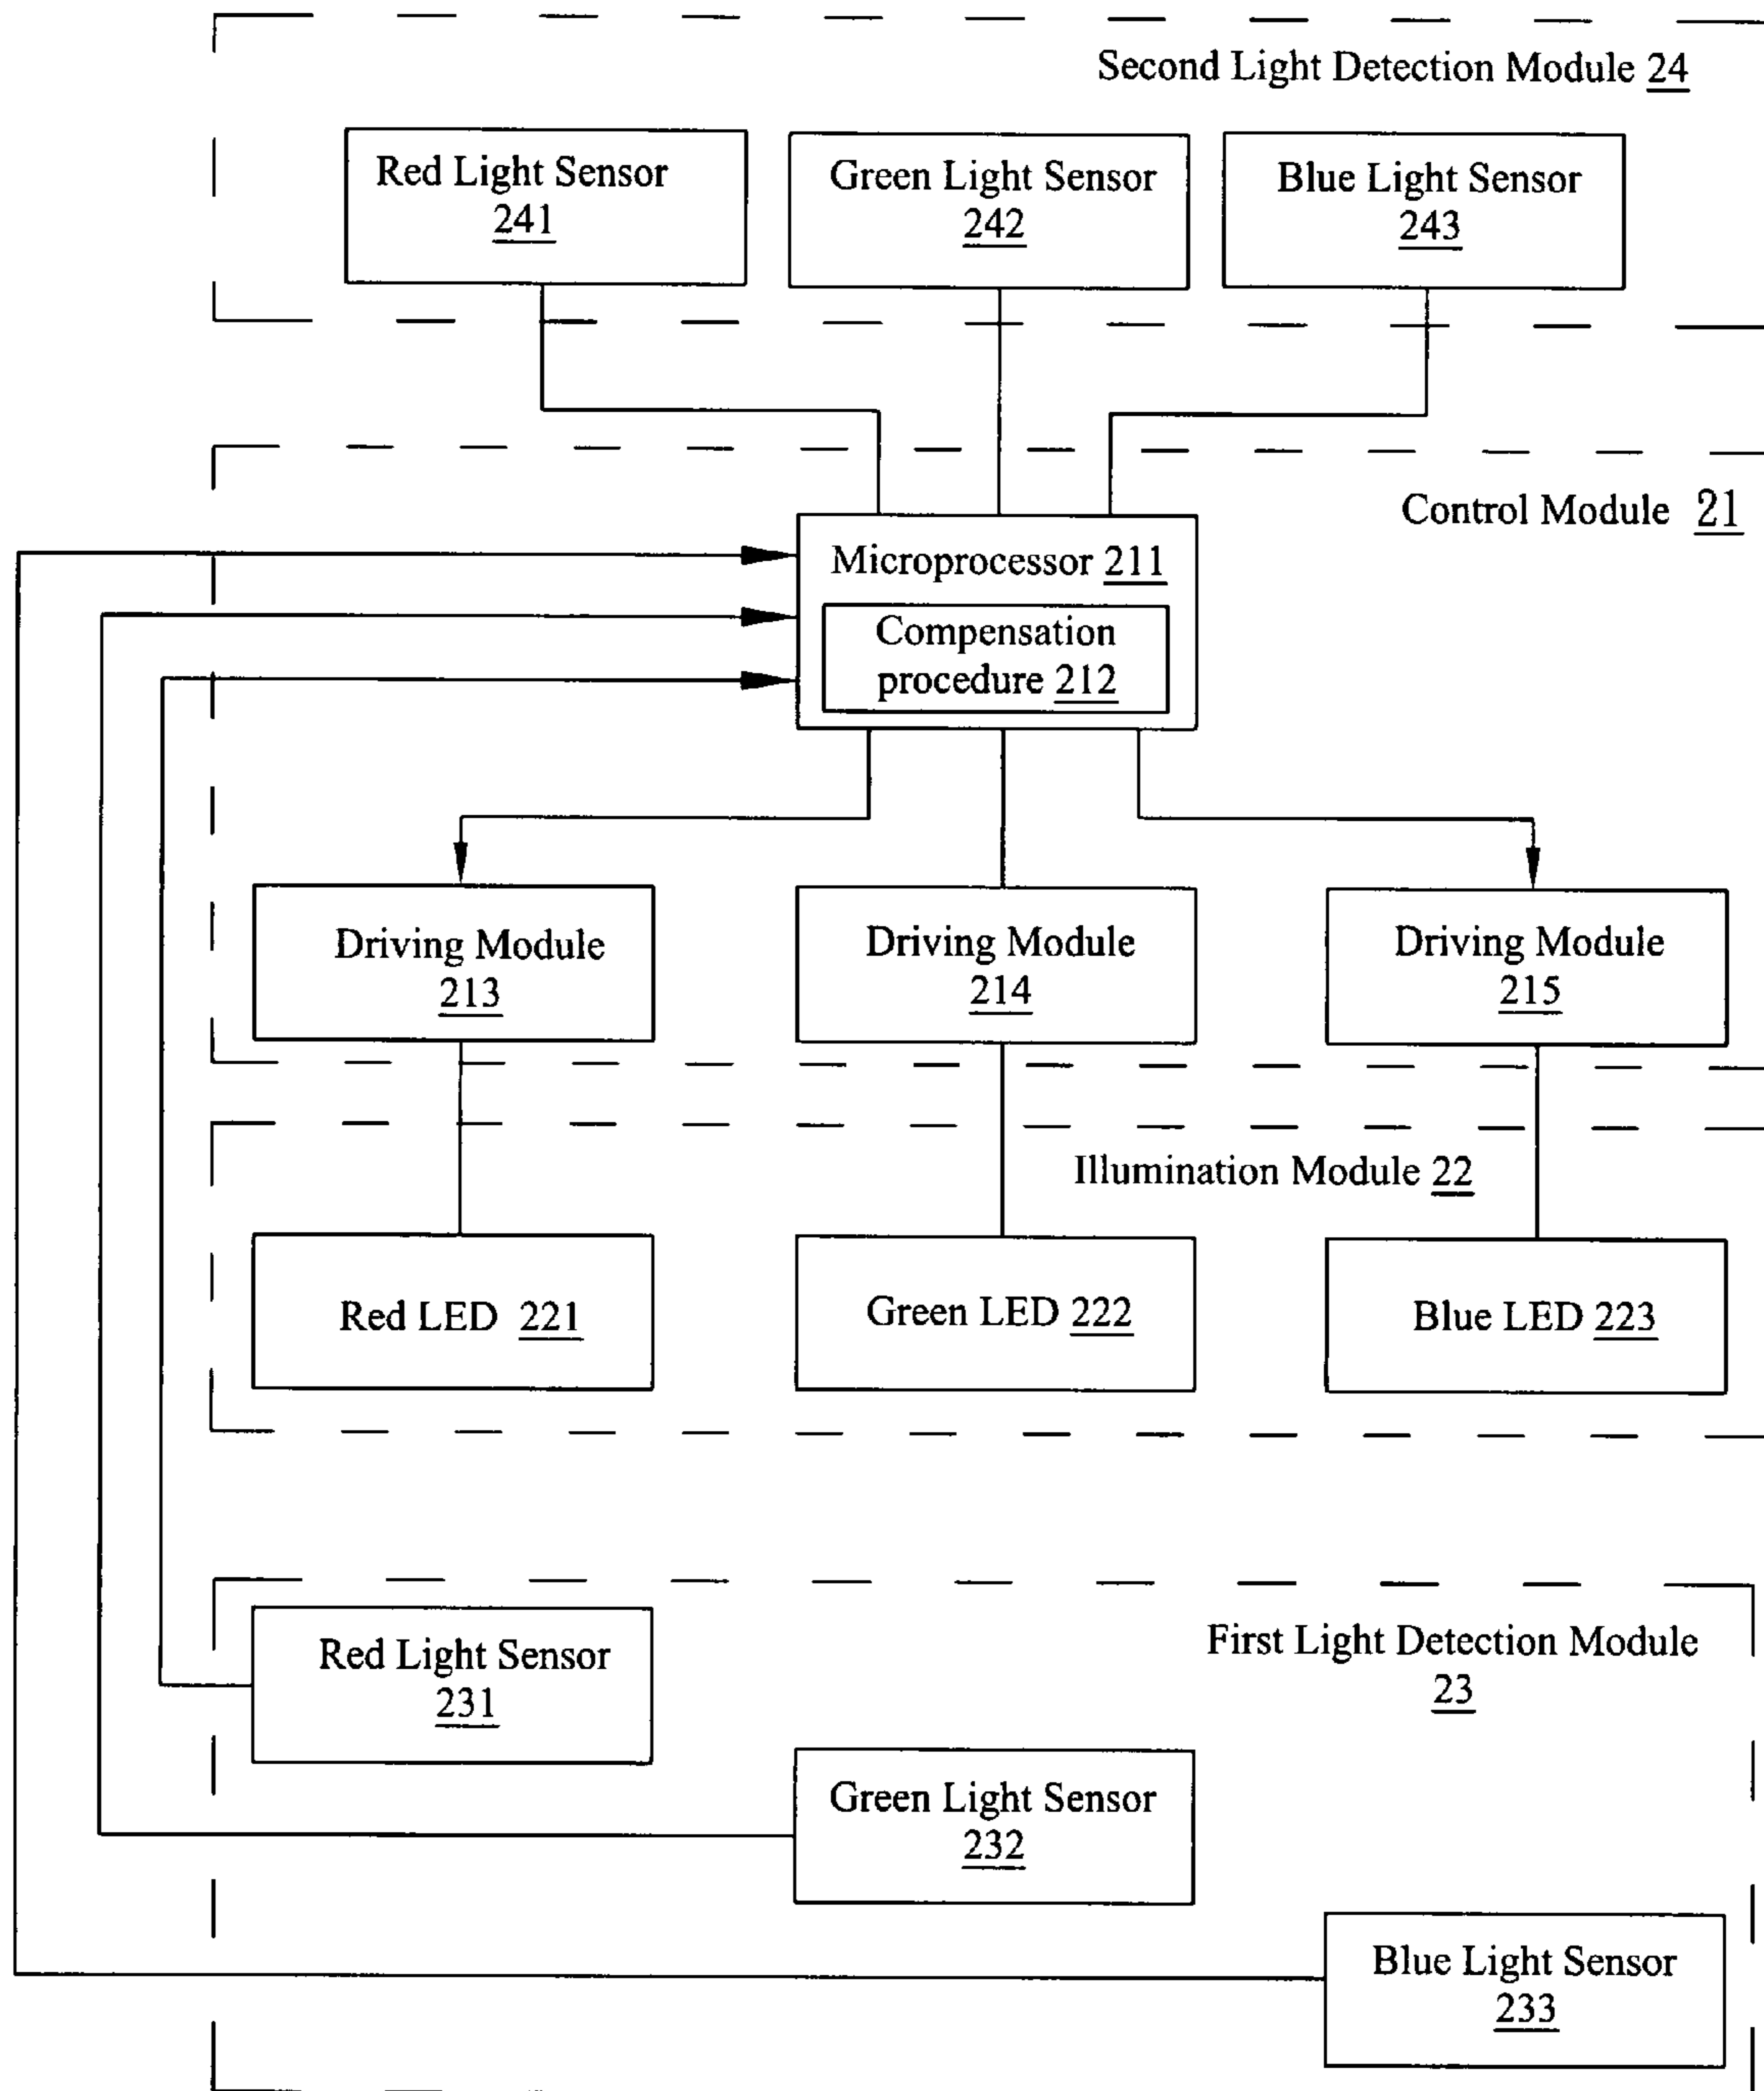 Second Light Detection Module 24
Red Light Sensor
241
Green Light Sensor
242
Blue Light Sensor
243
Control Module 21
Microprocessor 211
Compensation
procedure 212
Driving Module
213
Driving Module
214
Driving Module
215
Illumination Module 22
Red LED 221
Green LED 222
Blue LED 223
First Light Detection Module
23
Red Light Sensor
231
Green Light Sensor
232
Blue Light Sensor
233